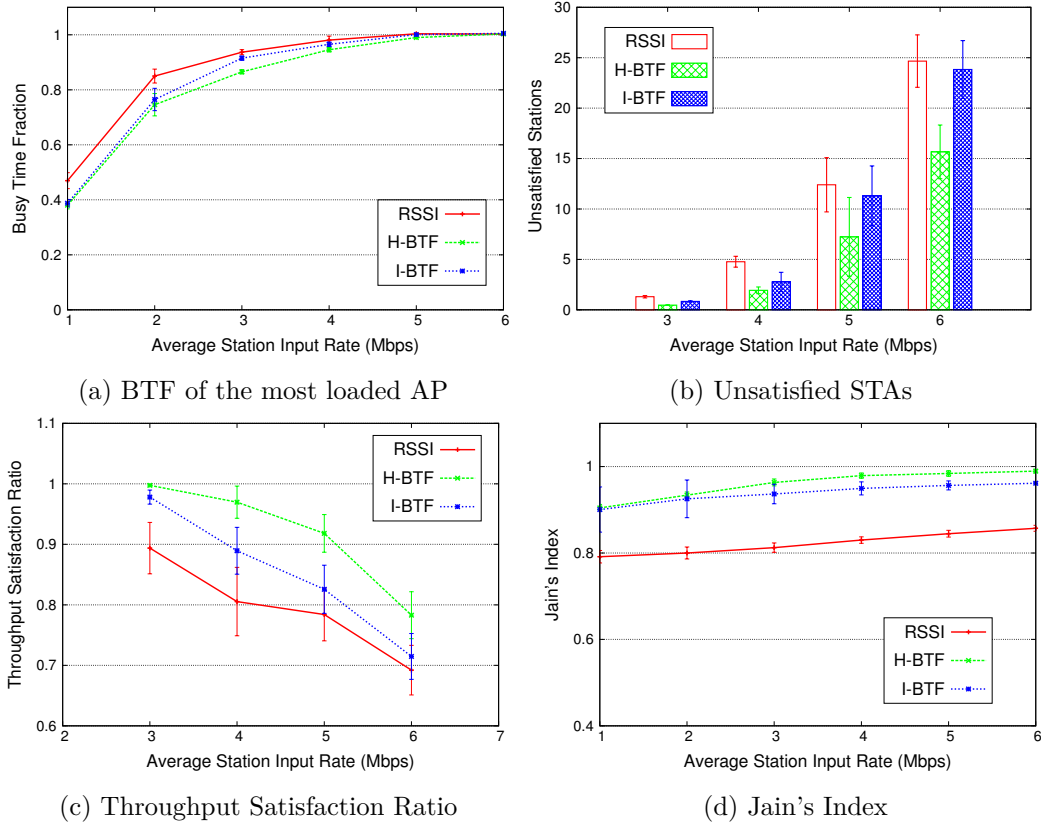 1
0.8
0.6
0.4
0.2
0
Busy Time Fraction
RSSI
H-BTF
I-BTF
1 2 3 4 5 6
Average Station Input Rate (Mbps)
(a) BTF of the most loaded AP
30
25
20
15
10
5
0
Unsatisfied Stations
RSSI
H-BTF
I-BTF
3 4 5 6
Average Station Input Rate (Mbps)
(b) Unsatisfied STAs
1.1
1
0.9
0.8
0.7
0.6
Throughput Satisfaction Ratio
RSSI
H-BTF
I-BTF
2 3 4 5 6 7
Average Station Input Rate (Mbps)
(c) Throughput Satisfaction Ratio
1
0.8
0.6
0.4
Jain's Index
RSSI
H-BTF
I-BTF
1 2 3 4 5 6
Average Station Input Rate (Mbps)
(d) Jain's Index